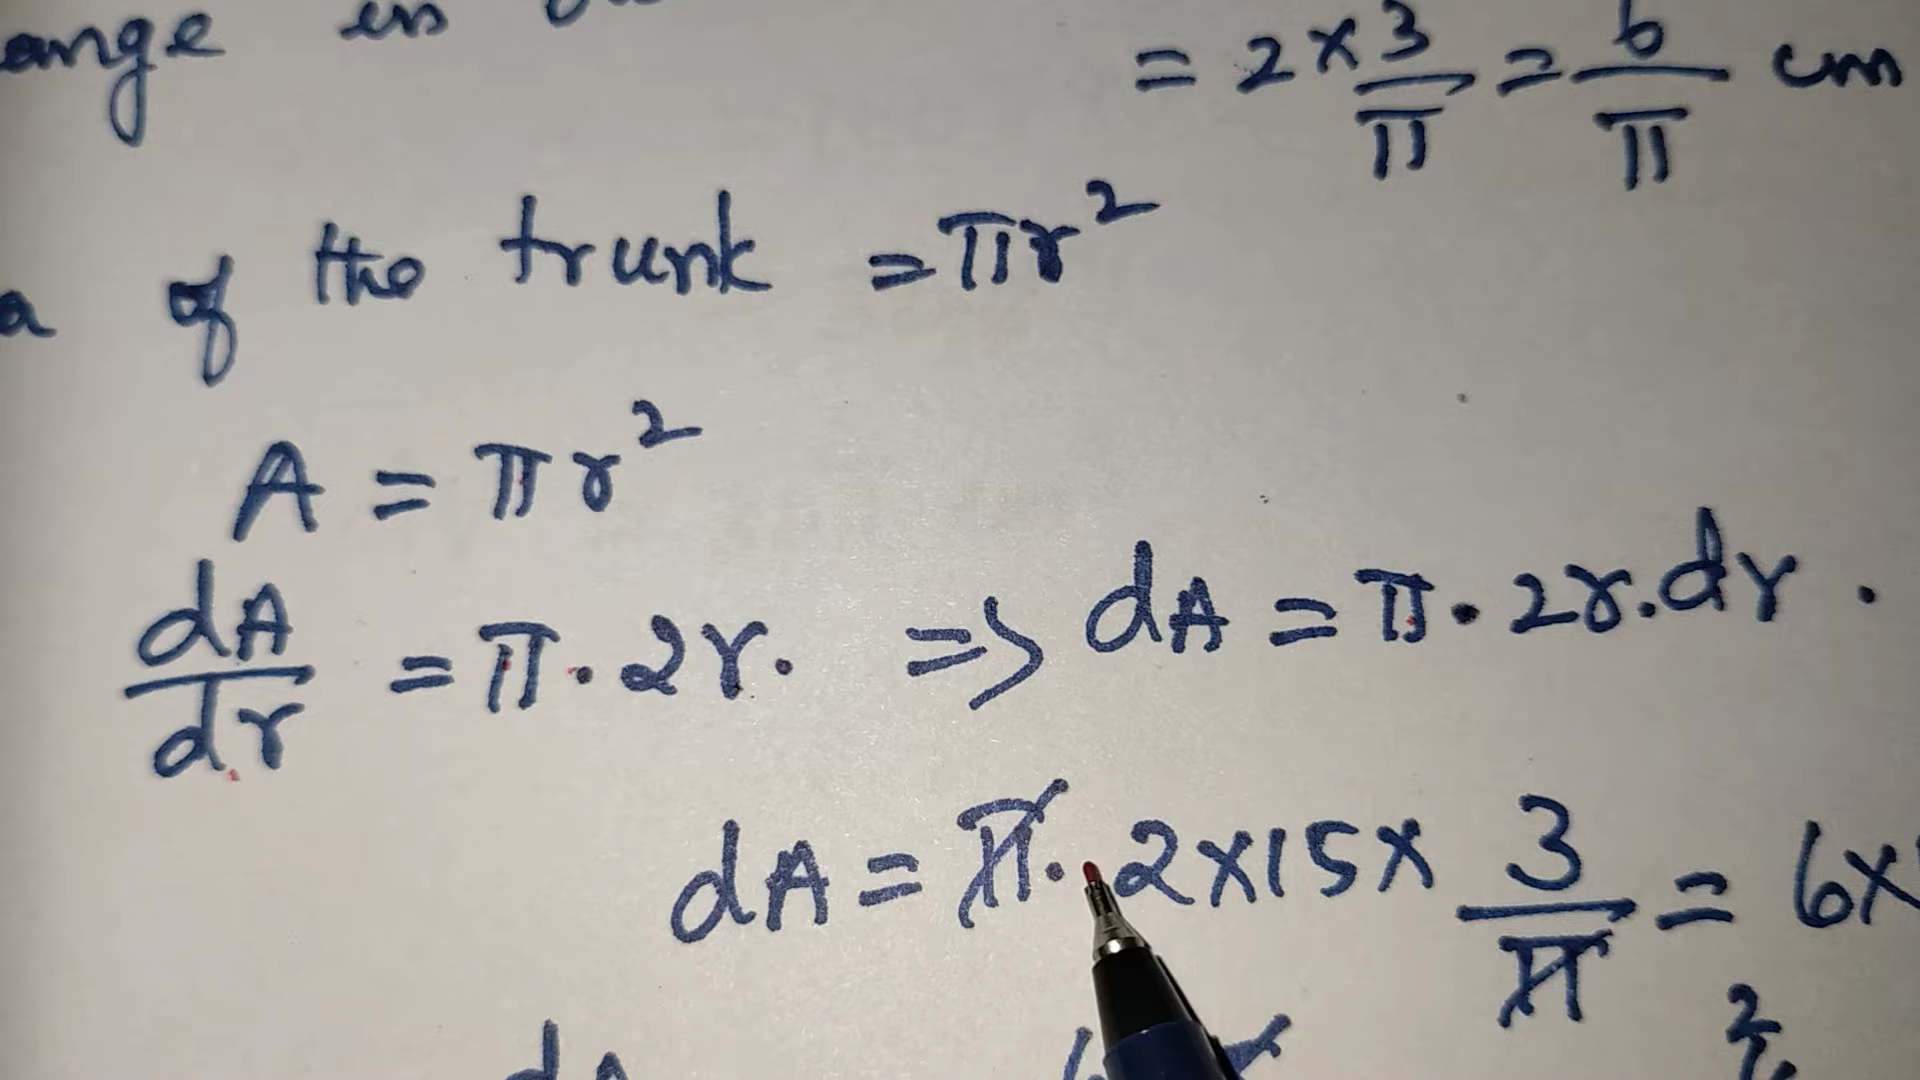 = 2 × 3/π = 6/π cm
of the trunk = πr²
A = πr²
dA/dr = π · 2r. => dA = π · 2r. dr.
dA = π · 2×15× 3/π = 6×
dA